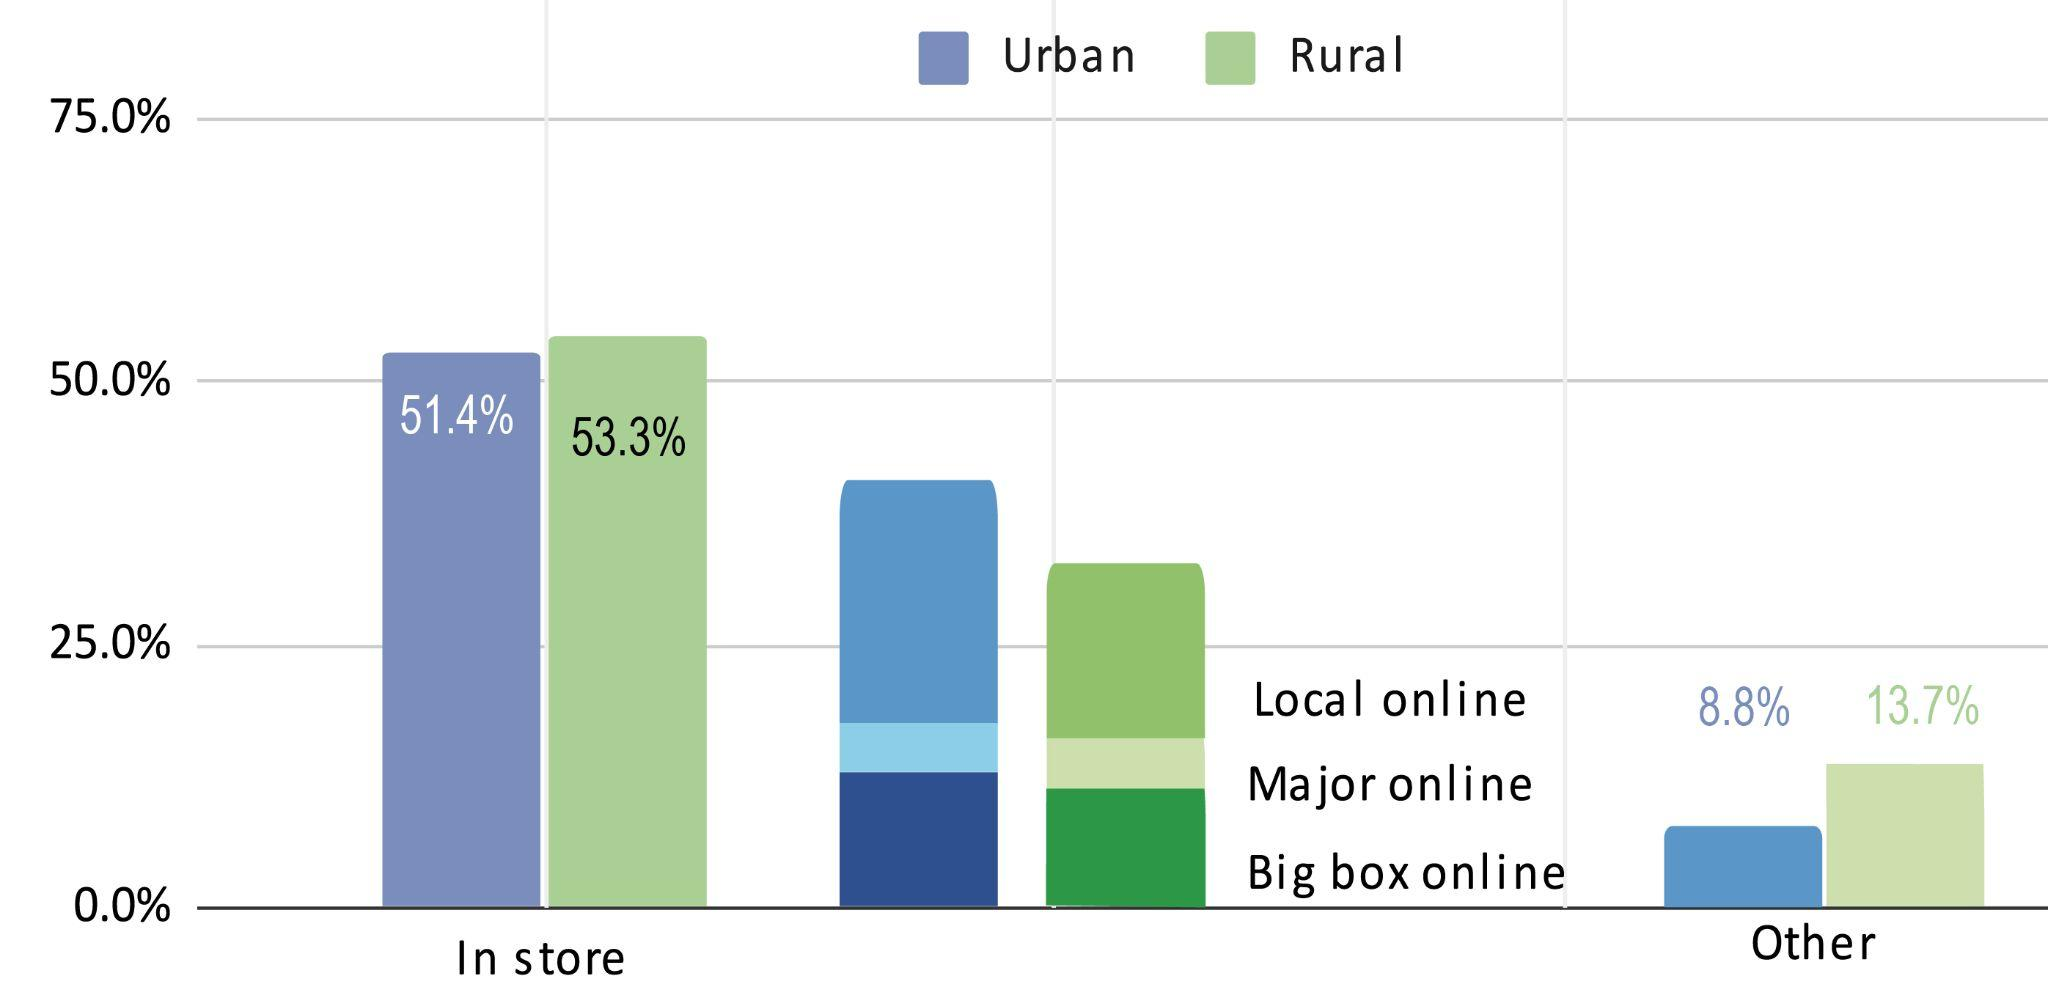 Urban Rural
75.0%
50.0%
51.4% 53.3%
25.0%
Local online
8.8% 13.7%
Major online
Big box online
0.0%
In store Other